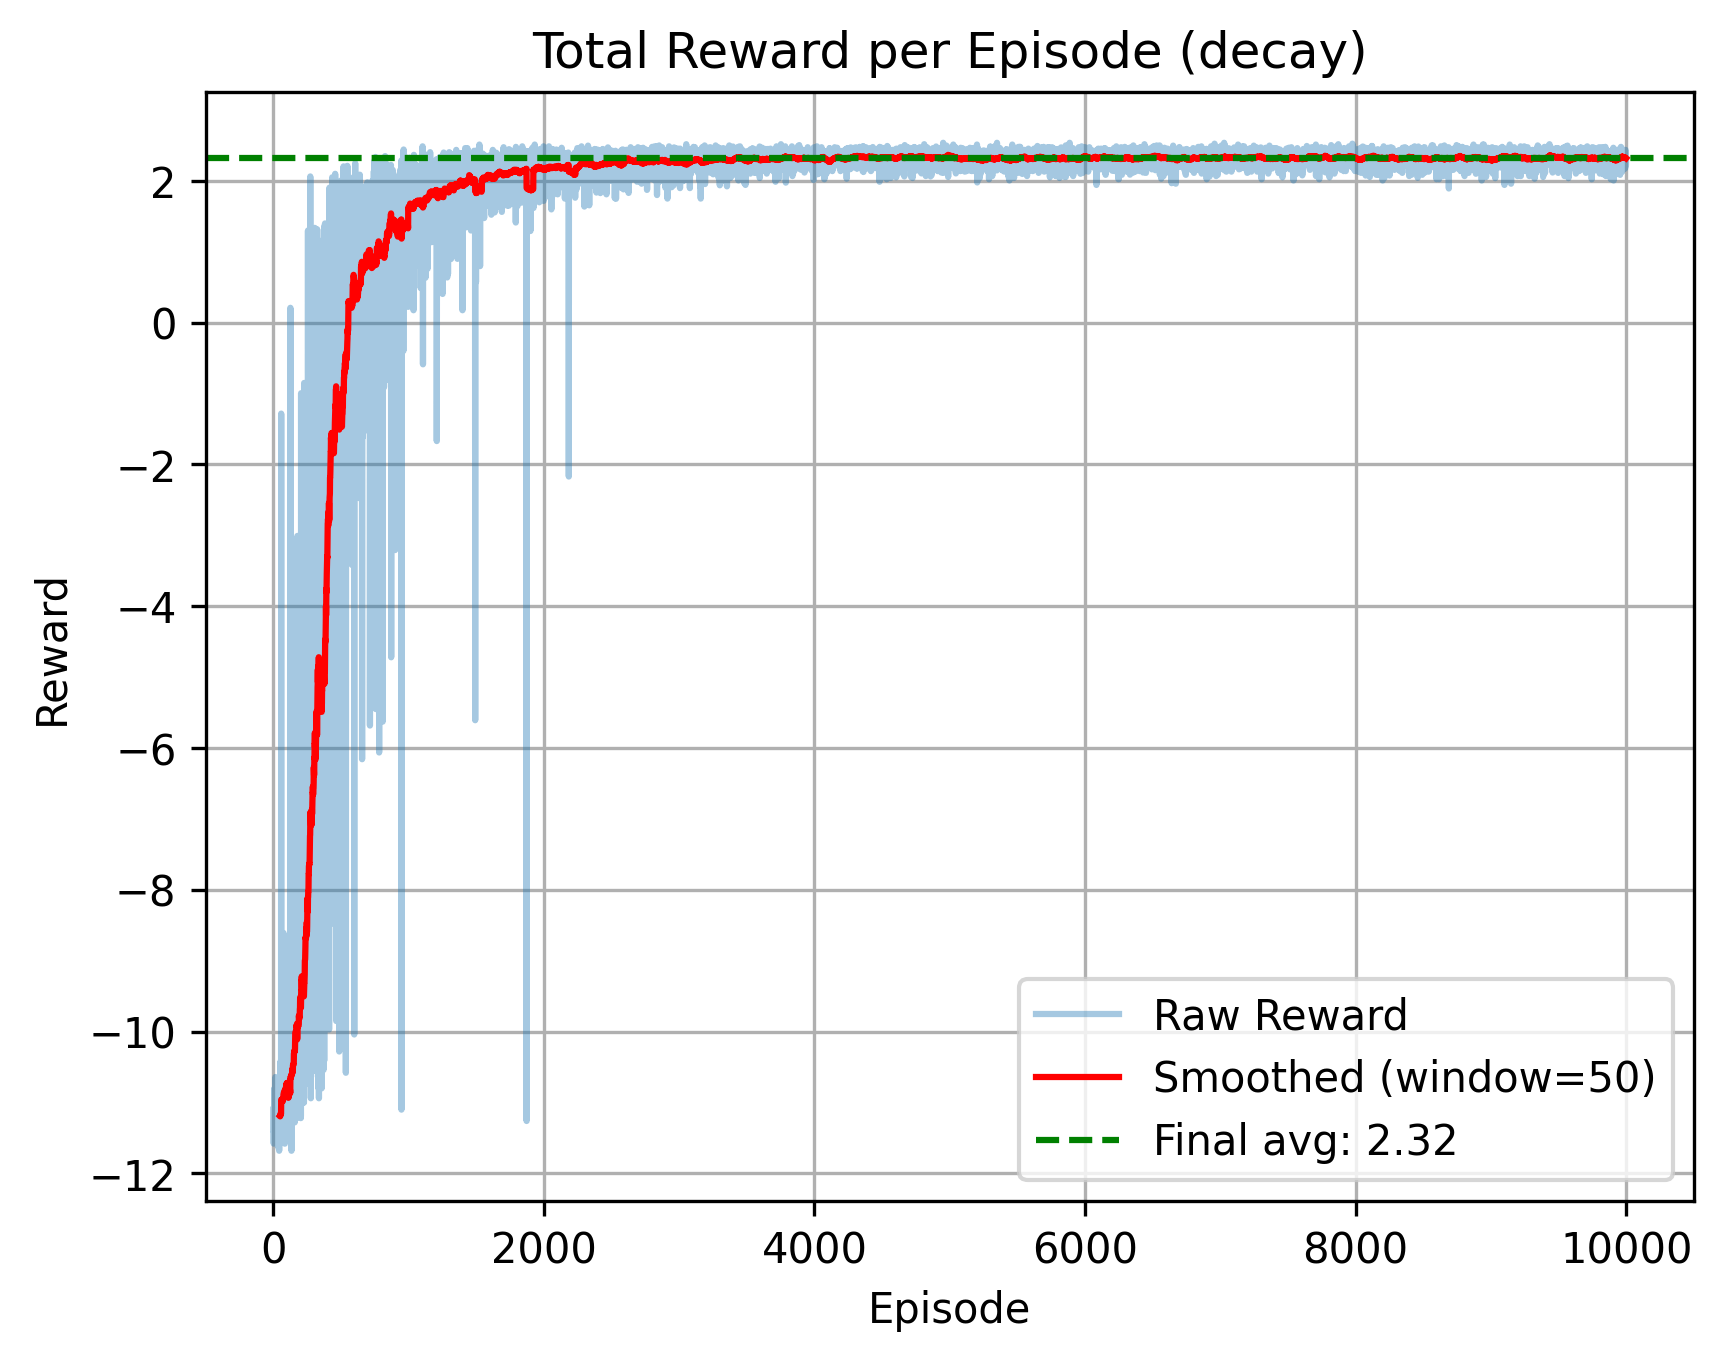 Total Reward per Episode (decay)
2
0
−2
−4
−6
−8
−10
−12
Reward
Raw Reward
Smoothed (window=50)
Final avg: 2.32
0 2000 4000 6000 8000 10000
Episode